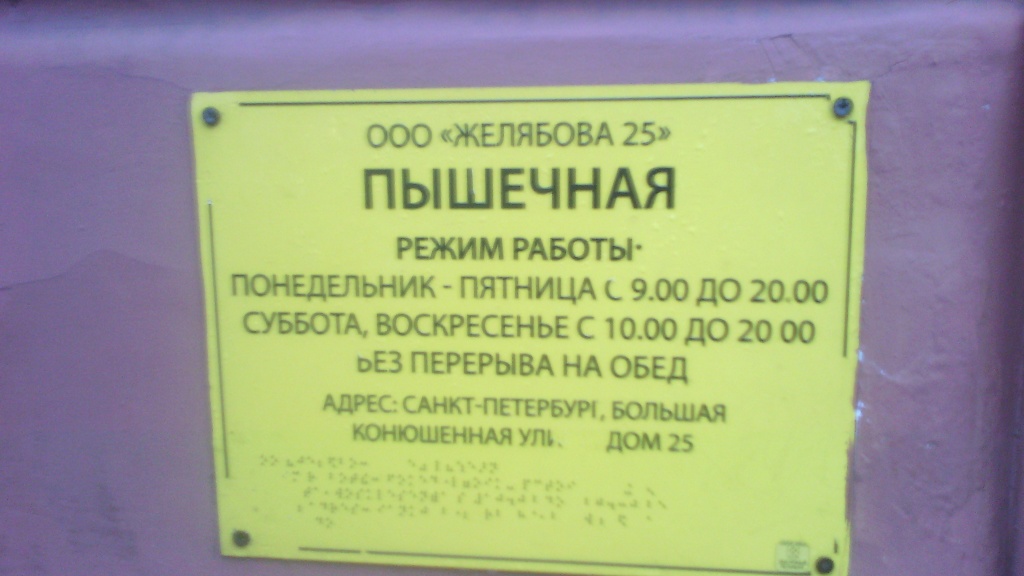 ООО «ЖЕЛЯБОВА 25»
ПЫШЕЧНАЯ
РЕЖИМ РАБОТЫ:
ПОНЕДЕЛЬНИК - ПЯТНИЦА С 9.00 ДО 20.00
СУББОТА, ВОСКРЕСЕНЬЕ С 10.00 ДО 20 00
БЕЗ ПЕРЕРЫВА НА ОБЕД
АДРЕС: САНКТ-ПЕТЕРБУРГ, БОЛЬШАЯ
КОНЮШЕННАЯ ДОМ 25